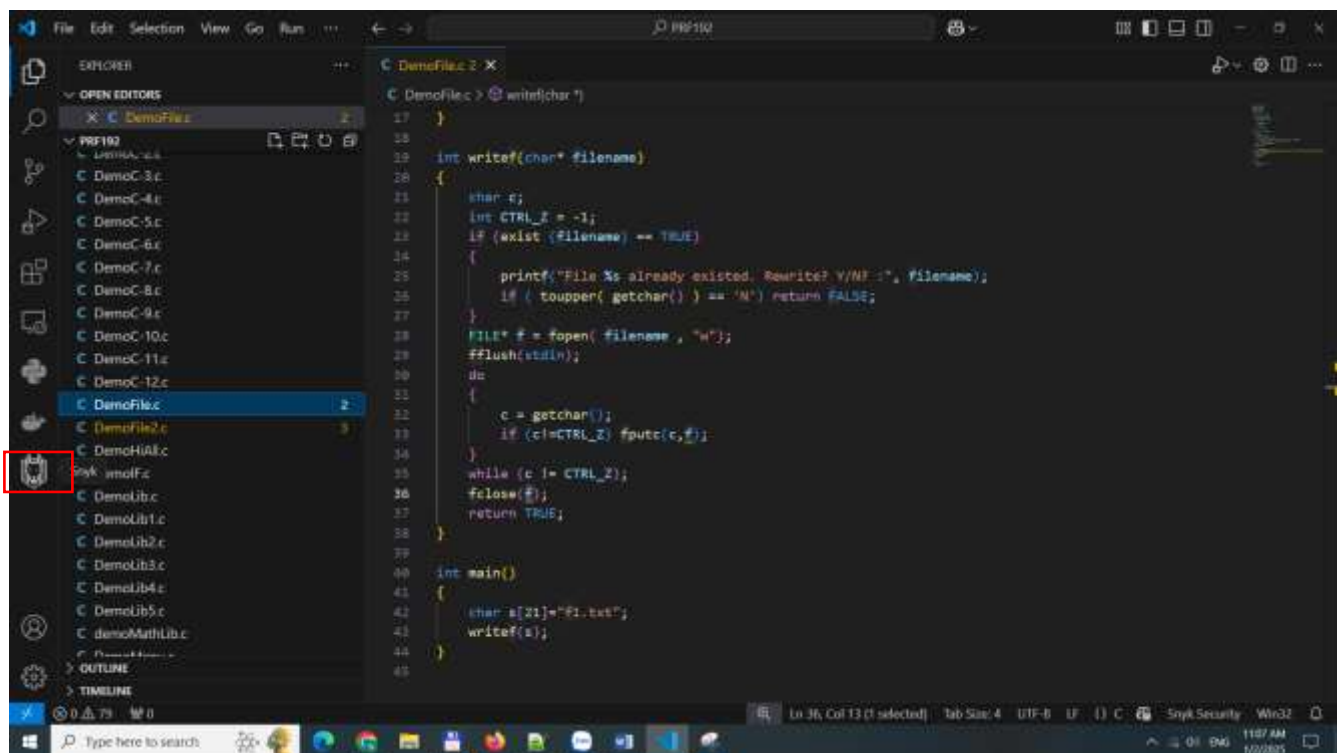 File Edit Selection View Go Run ··· PRF192
EXPLORER ···
OPEN EDITORS
C DemoFile.c 2
PRF192
C DemoC-3.c
C DemoC-4.c
C DemoC-5.c
C DemoC-6.c
C DemoC-7.c
C DemoC-8.c
C DemoC-9.c
C DemoC-10.c
C DemoC-11.c
C DemoC-12.c
C DemoFile.c 2
C DemoFile2.c 3
C DemoHiAll.c
Snyk moIF.c
C DemoLib.c
C DemoLib1.c
C DemoLib2.c
C DemoLib3.c
C DemoLib4.c
C DemoLib5.c
C demoMathLib.c
OUTLINE
TIMELINE
C DemoFile.c 2 ×
C DemoFile.c > writef(char *)
17 }
18
19 int writef(char* filename)
20 {
21 char c;
22 int CTRL_Z = -1;
23 if (exist (filename) == TRUE)
24 {
25 printf("File %s already existed. Rewrite? Y/N? :", filename);
26 if ( toupper( getchar() ) == 'N') return FALSE;
27 }
28 FILE* f = fopen( filename , "w");
29 fflush(stdin);
30 do
31 {
32 c = getchar();
33 if (c!=CTRL_Z) fputc(c,f);
34 }
35 while (c != CTRL_Z);
36 fclose(f);
37 return TRUE;
38 }
39
40 int main()
41 {
42 char s[21]="f1.txt";
43 writef(s);
44 }
45
0 79 0 Ln 36, Col 13 (1 selected) Tab Size: 4 UTF-8 LF {} C Snyk Security Win32
Type here to search ENG 11:07 AM